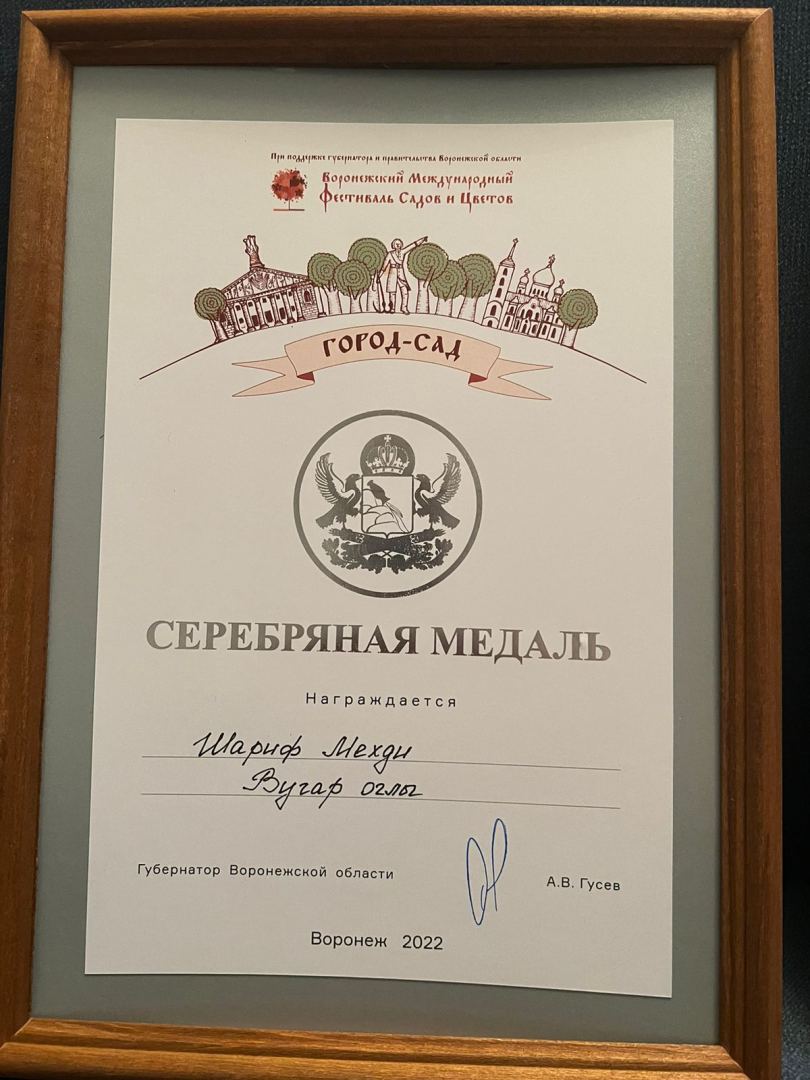 При поддержке губернатора и правительства Воронежской области
Воронежский Международный
Фестиваль Садов и Цветов
ГОРОД-САД
СЕРЕБРЯНАЯ МЕДАЛЬ
Награждается
Шариф Мехди
Вугар оглы
Губернатор Воронежской области
А.В. Гусев
Воронеж 2022